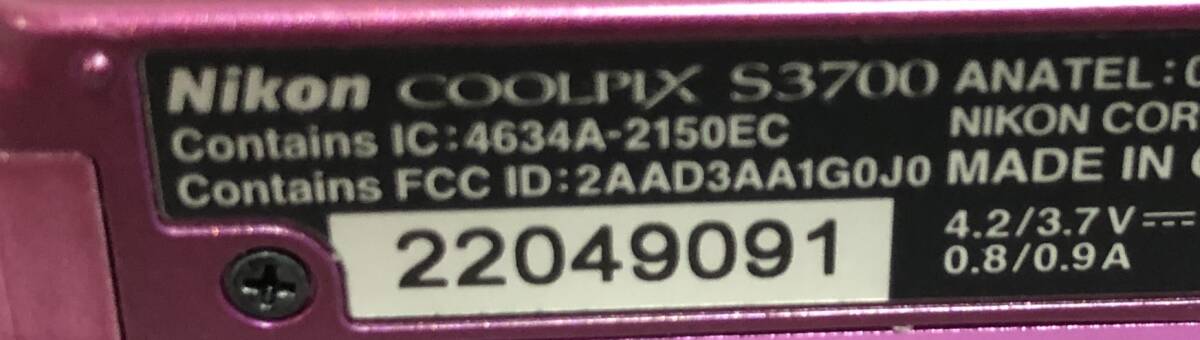 Nikon COOLPIX S3700 ANATEL:
Contains IC:4634A-2150EC NIKON COR
Contains FCC ID:2AAD3AA1G0J0 MADE IN
22049091 4.2/3.7V⎓
0.8/0.9A